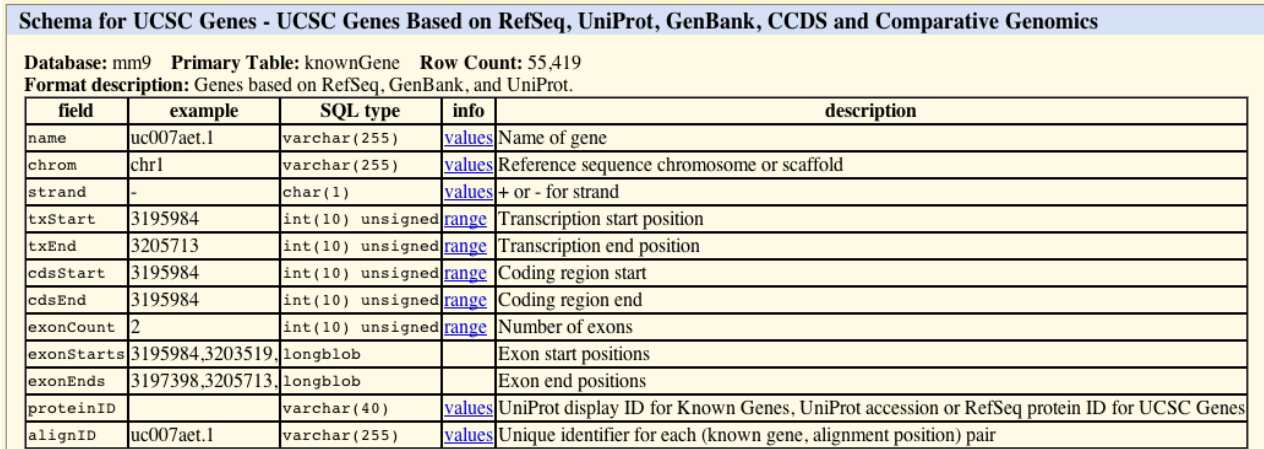 Schema for UCSC Genes - UCSC Genes Based on RefSeq, UniProt, GenBank, CCDS and Comparative Genomics
Database: mm9 Primary Table: knownGene Row Count: 55,419
Format description: Genes based on RefSeq, GenBank, and UniProt.
field example SQL type info description
name uc007aet.1 varchar(255) values Name of gene
chrom chr1 varchar(255) values Reference sequence chromosome or scaffold
strand - char(1) values + or - for strand
txStart 3195984 int(10) unsigned range Transcription start position
txEnd 3205713 int(10) unsigned range Transcription end position
cdsStart 3195984 int(10) unsigned range Coding region start
cdsEnd 3195984 int(10) unsigned range Coding region end
exonCount 2 int(10) unsigned range Number of exons
exonStarts 3195984,3203519, longblob Exon start positions
exonEnds 3197398,3205713, longblob Exon end positions
proteinID varchar(40) values UniProt display ID for Known Genes, UniProt accession or RefSeq protein ID for UCSC Genes
alignID uc007aet.1 varchar(255) values Unique identifier for each (known gene, alignment position) pair